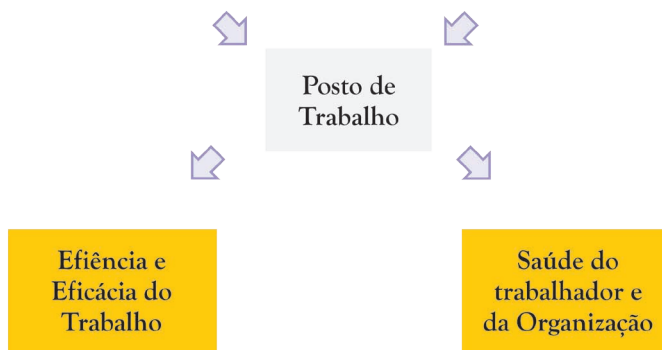 Posto de
Trabalho
Efiência e
Eficácia do
Trabalho
Saúde do
trabalhador e
da Organização